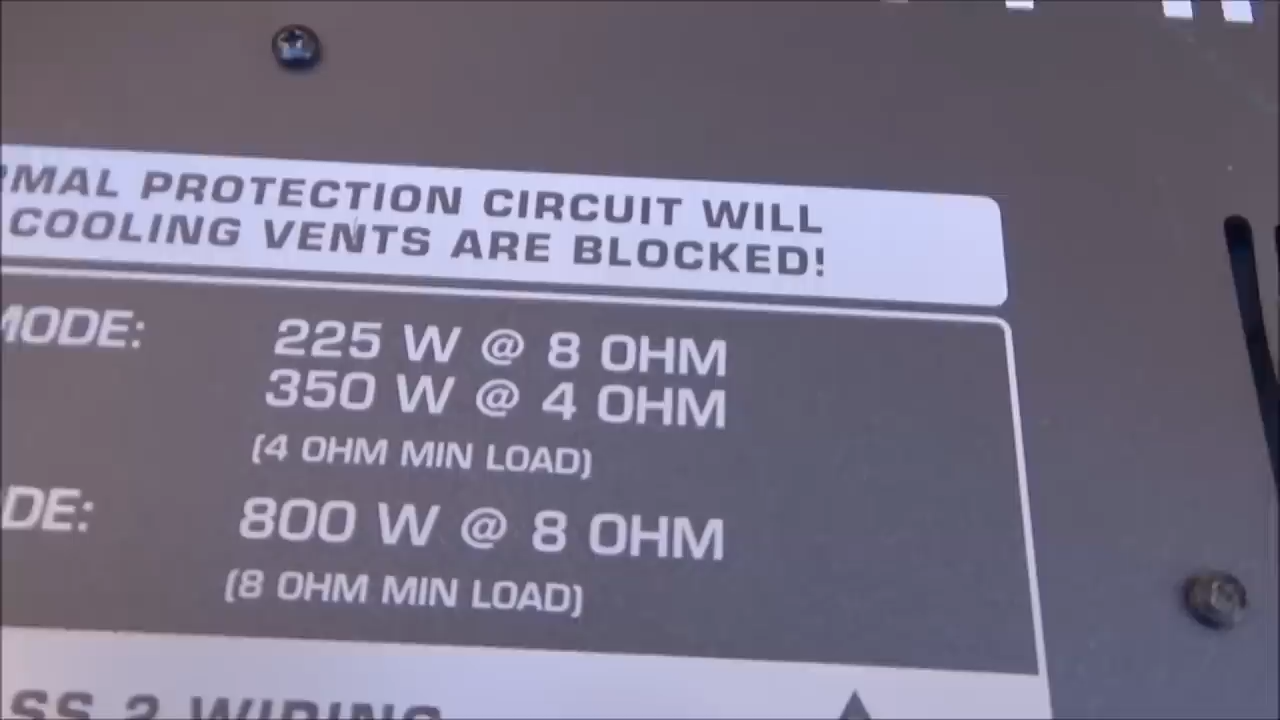 RMAL PROTECTION CIRCUIT WILL
COOLING VENTS ARE BLOCKED!
MODE: 225 W @ 8 OHM
350 W @ 4 OHM
(4 OHM MIN LOAD)
DE: 800 W @ 8 OHM
(8 OHM MIN LOAD)
SS 2 WIRING